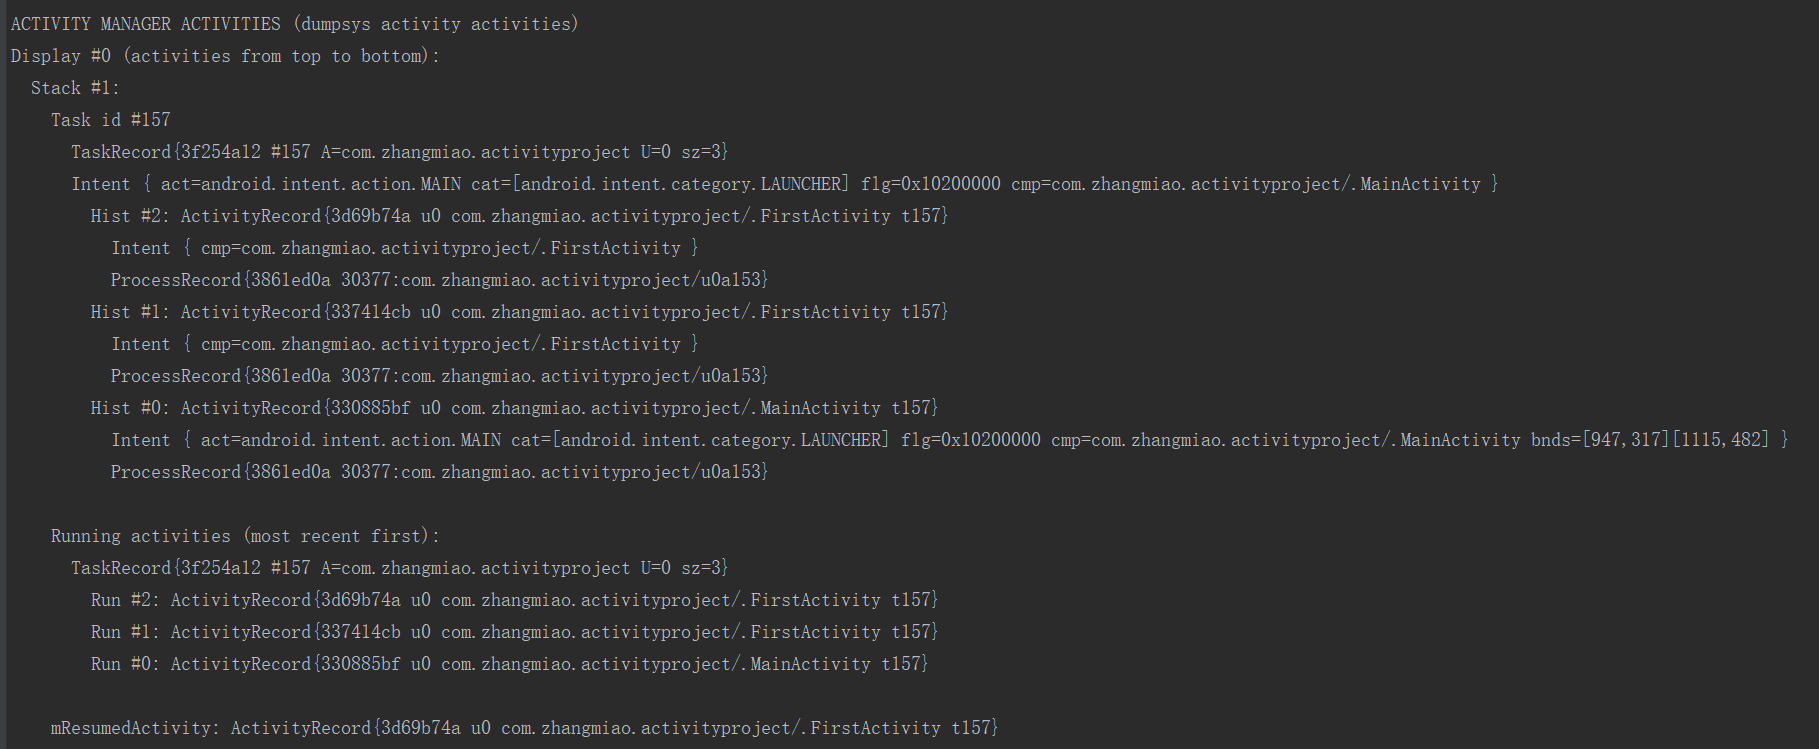 ACTIVITY MANAGER ACTIVITIES (dumpsys activity activities)
Display #0 (activities from top to bottom):
Stack #1:
Task id #157
TaskRecord{3f254a12 #157 A=com.zhangmiao.activityproject U=0 sz=3}
Intent { act=android.intent.action.MAIN cat=[android.intent.category.LAUNCHER] flg=0x10200000 cmp=com.zhangmiao.activityproject/.MainActivity }
Hist #2: ActivityRecord{3d69b74a u0 com.zhangmiao.activityproject/.FirstActivity t157}
Intent { cmp=com.zhangmiao.activityproject/.FirstActivity }
ProcessRecord{3861ed0a 30377:com.zhangmiao.activityproject/u0a153}
Hist #1: ActivityRecord{337414cb u0 com.zhangmiao.activityproject/.FirstActivity t157}
Intent { cmp=com.zhangmiao.activityproject/.FirstActivity }
ProcessRecord{3861ed0a 30377:com.zhangmiao.activityproject/u0a153}
Hist #0: ActivityRecord{330885bf u0 com.zhangmiao.activityproject/.MainActivity t157}
Intent { act=android.intent.action.MAIN cat=[android.intent.category.LAUNCHER] flg=0x10200000 cmp=com.zhangmiao.activityproject/.MainActivity bnds=[947,317][1115,482] }
ProcessRecord{3861ed0a 30377:com.zhangmiao.activityproject/u0a153}
Running activities (most recent first):
TaskRecord{3f254a12 #157 A=com.zhangmiao.activityproject U=0 sz=3}
Run #2: ActivityRecord{3d69b74a u0 com.zhangmiao.activityproject/.FirstActivity t157}
Run #1: ActivityRecord{337414cb u0 com.zhangmiao.activityproject/.FirstActivity t157}
Run #0: ActivityRecord{330885bf u0 com.zhangmiao.activityproject/.MainActivity t157}
mResumedActivity: ActivityRecord{3d69b74a u0 com.zhangmiao.activityproject/.FirstActivity t157}